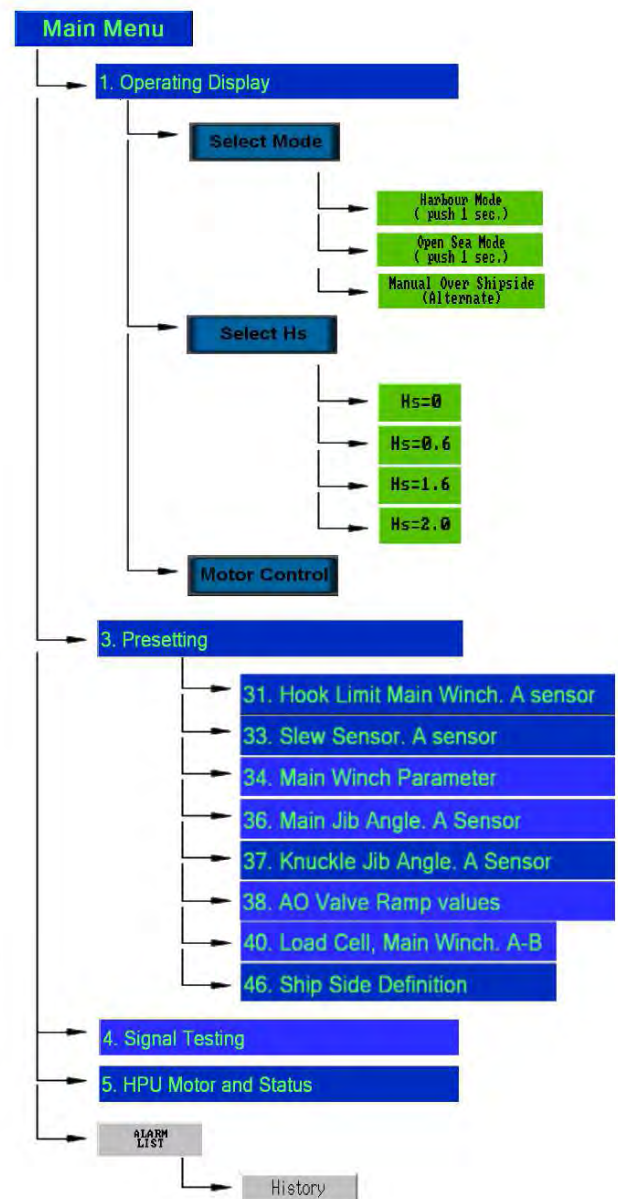 Main Menu
1. Operating Display
Select Mode
Harbour Mode
( push 1 sec.)
Open Sea Mode
( push 1 sec.)
Manual Over Shipside
(Alternate)
Select Hs
Hs=0
Hs=0.6
Hs=1.6
Hs=2.0
Motor Control
3. Presetting
31. Hook Limit Main Winch. A sensor
33. Slew Sensor. A sensor
34. Main Winch Parameter
36. Main Jib Angle. A Sensor
37. Knuckle Jib Angle. A Sensor
38. AO Valve Ramp values
40. Load Cell, Main Winch. A-B
46. Ship Side Definition
4. Signal Testing
5. HPU Motor and Status
ALARM
LIST
History